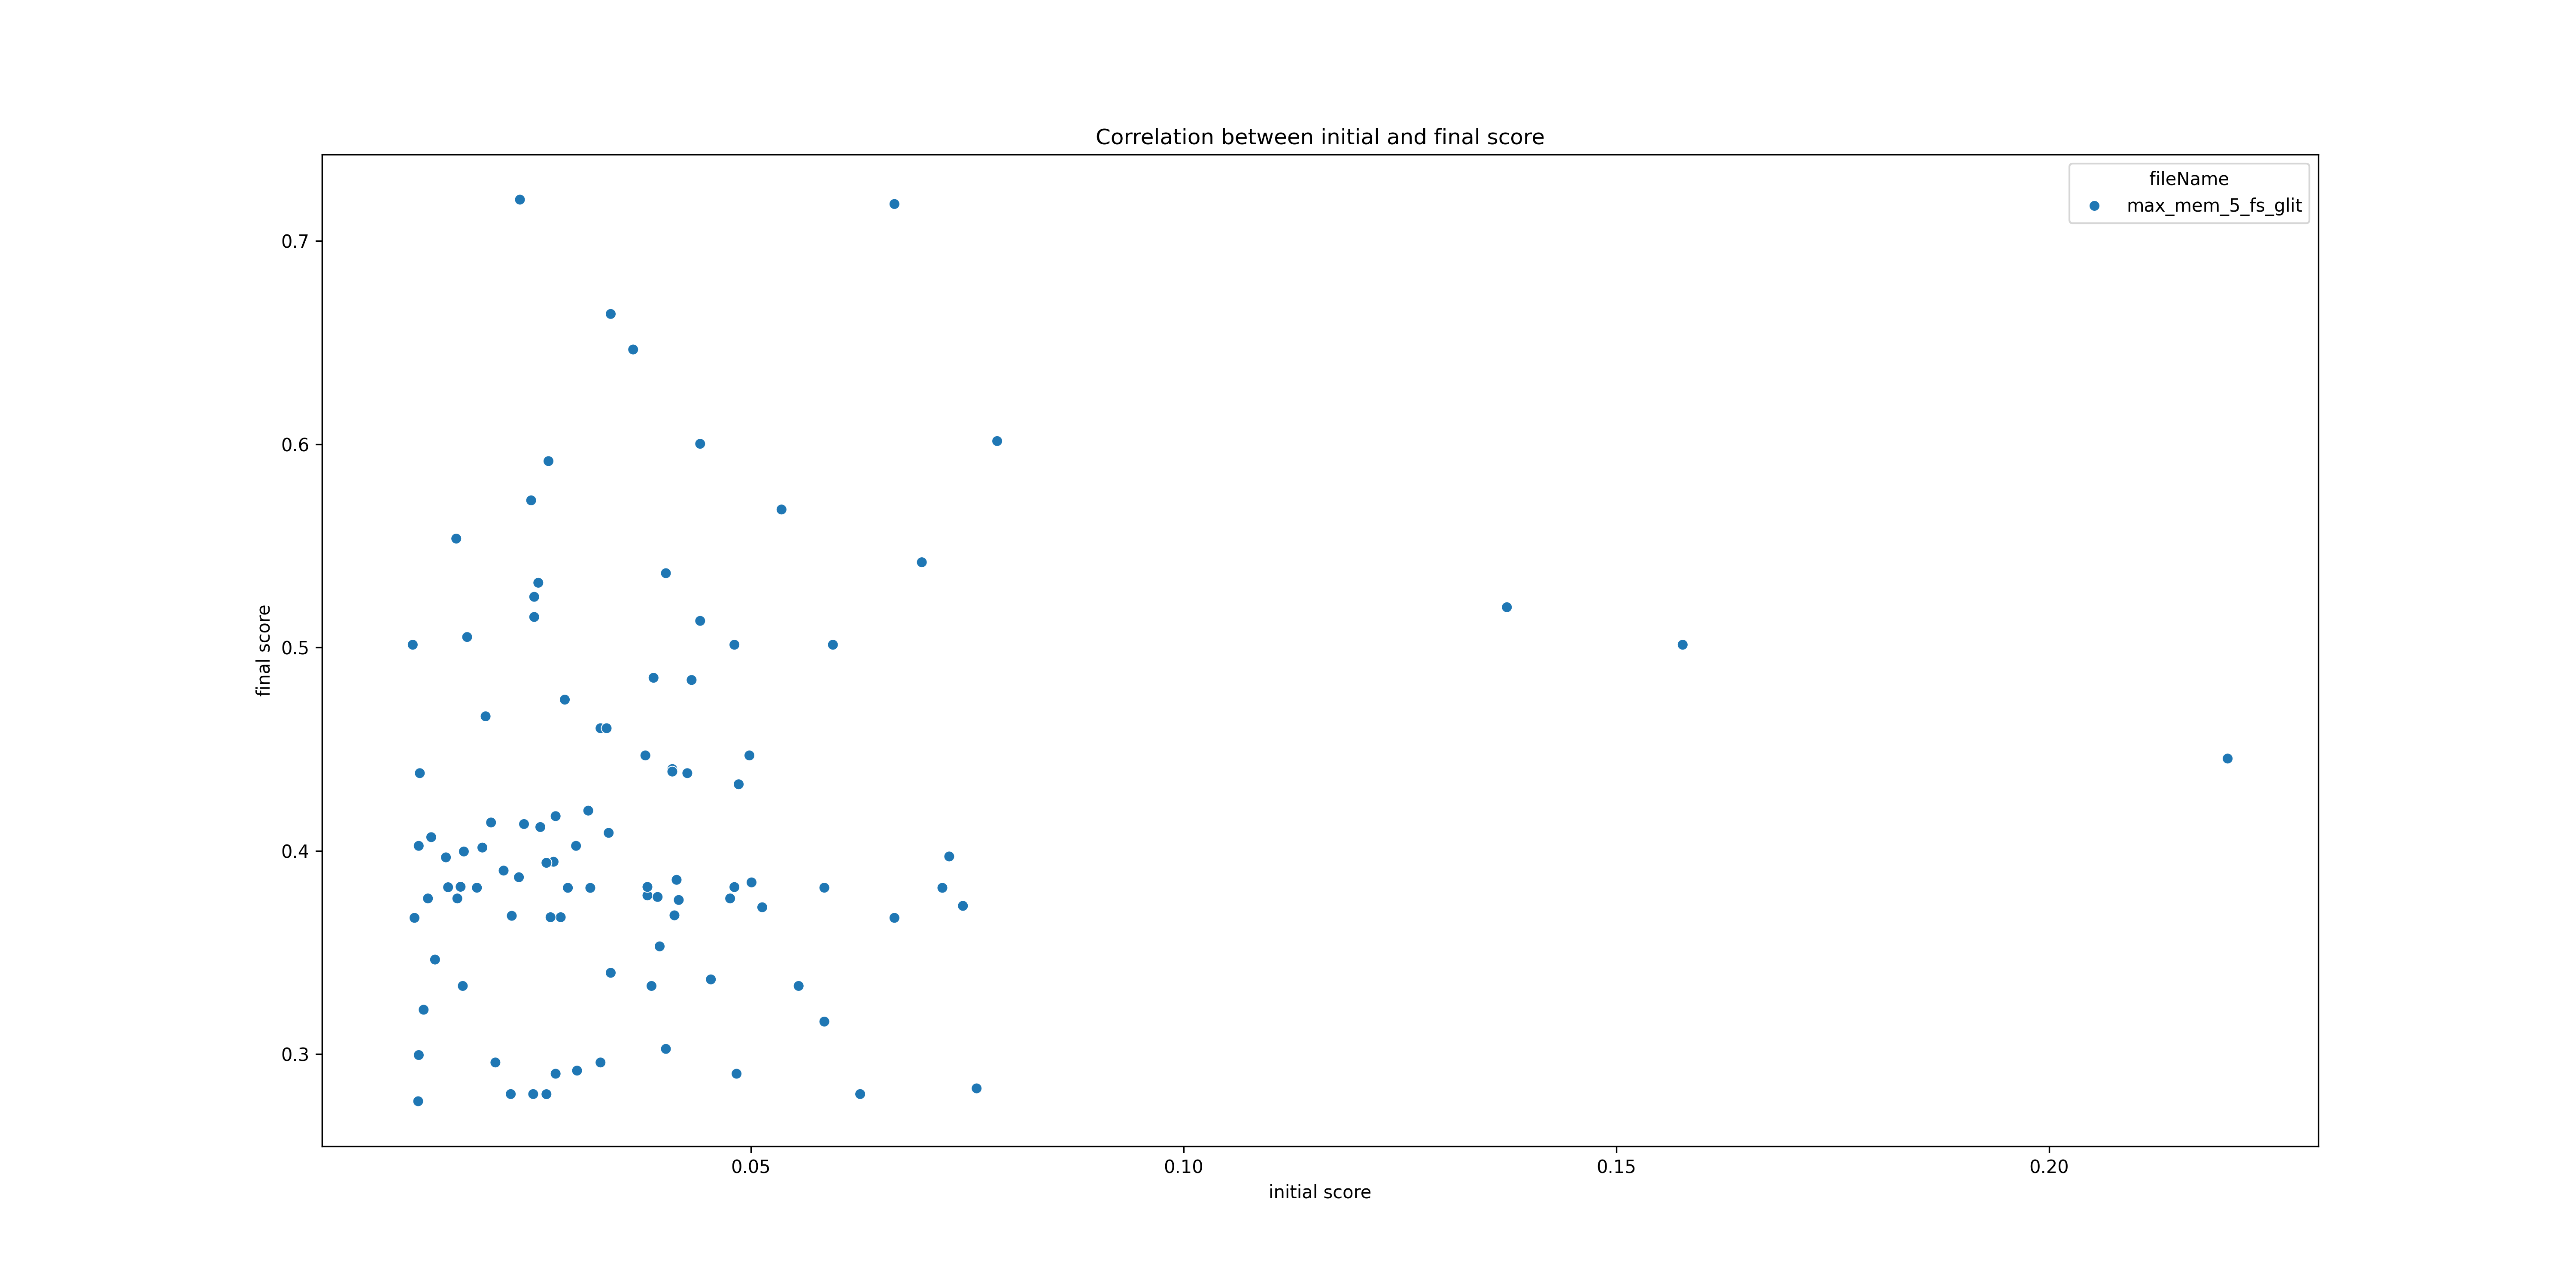 Correlation between initial and final score
fileName
max_mem_5_fs_glit
0.7
0.6
0.5
0.4
0.3
final score
0.05
0.10
0.15
0.20
initial score